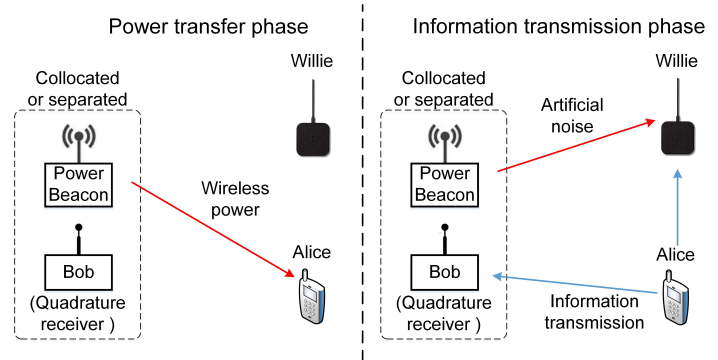 Power transfer phase
Willie
Collocated
or separated
Power
Beacon
Wireless
power
Alice
Bob
(Quadrature
receiver )
Information transmission phase
Willie
Collocated
or separated
Artificial
noise
Power
Beacon
Alice
Bob
(Quadrature
receiver )
Information
transmission